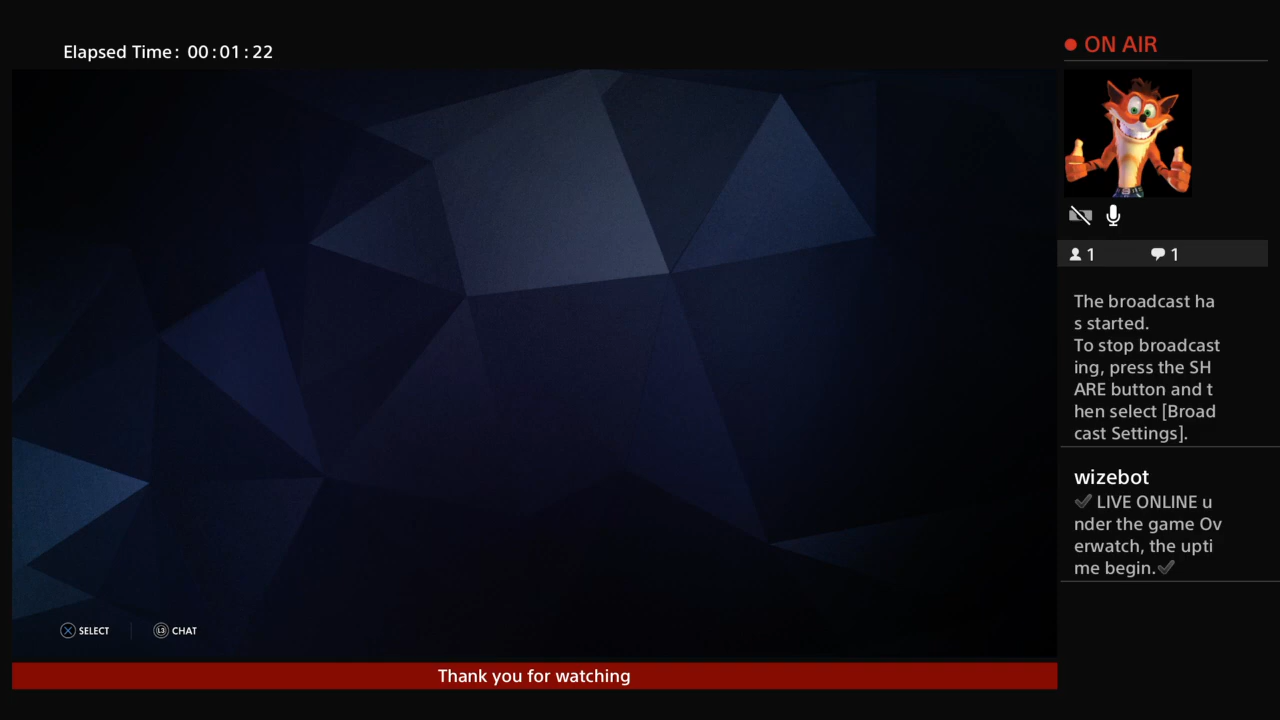 Elapsed Time: 00:01:22
ON AIR
1
1
The broadcast ha
s started.
To stop broadcast
ing, press the SH
ARE button and t
hen select [Broad
cast Settings].
wizebot
✓ LIVE ONLINE u
nder the game Ov
erwatch, the upti
me begin.✓
SELECT
L3 CHAT
Thank you for watching